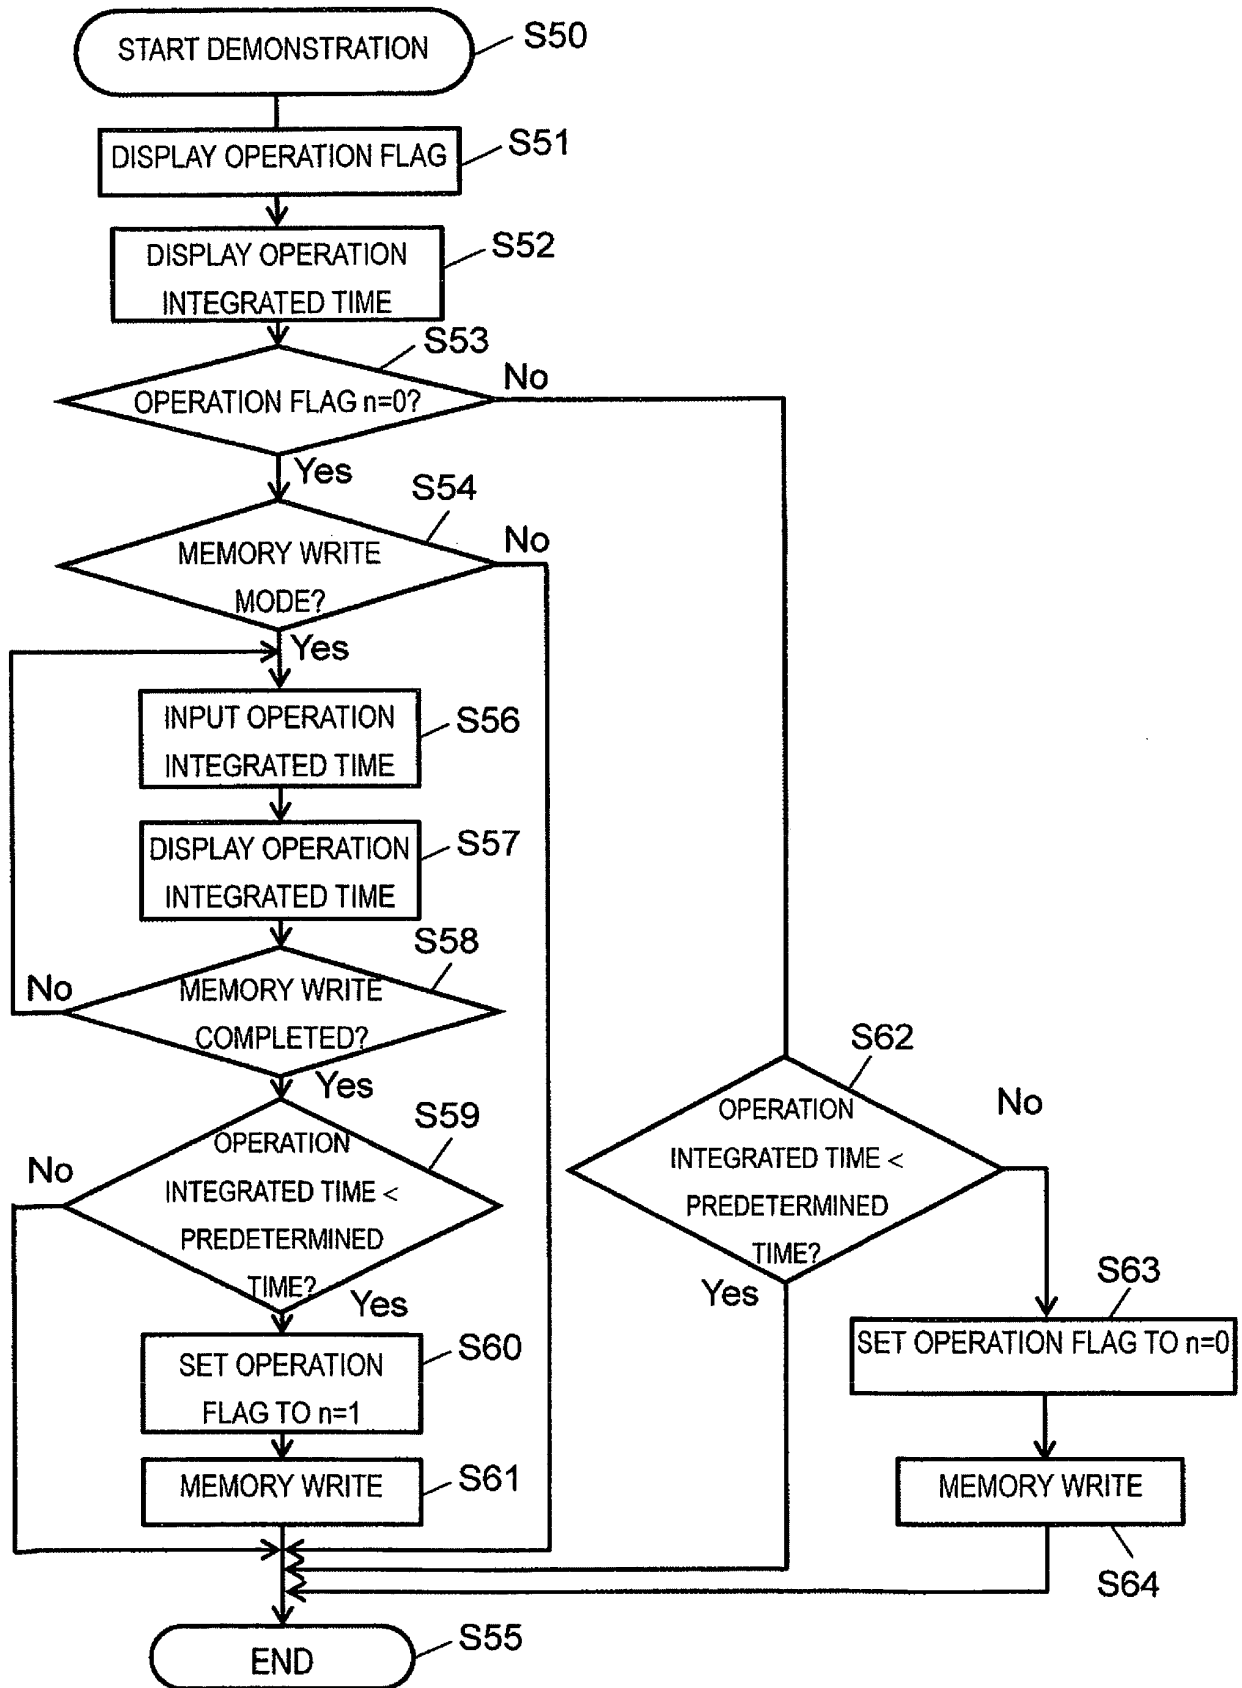 START DEMONSTRATION
S50
DISPLAY OPERATION FLAG
S51
DISPLAY OPERATION
INTEGRATED TIME
S52
S53
OPERATION FLAG n=0?
No
Yes
S54
MEMORY WRITE
MODE?
No
Yes
INPUT OPERATION
INTEGRATED TIME
S56
DISPLAY OPERATION
INTEGRATED TIME
S57
S58
MEMORY WRITE
COMPLETED?
No
Yes
S59
OPERATION
INTEGRATED TIME <
PREDETERMINED
TIME?
No
Yes
SET OPERATION
FLAG TO n=1
S60
MEMORY WRITE
S61
S62
OPERATION
INTEGRATED TIME <
PREDETERMINED
TIME?
No
Yes
S63
SET OPERATION FLAG TO n=0
MEMORY WRITE
S64
END
S55